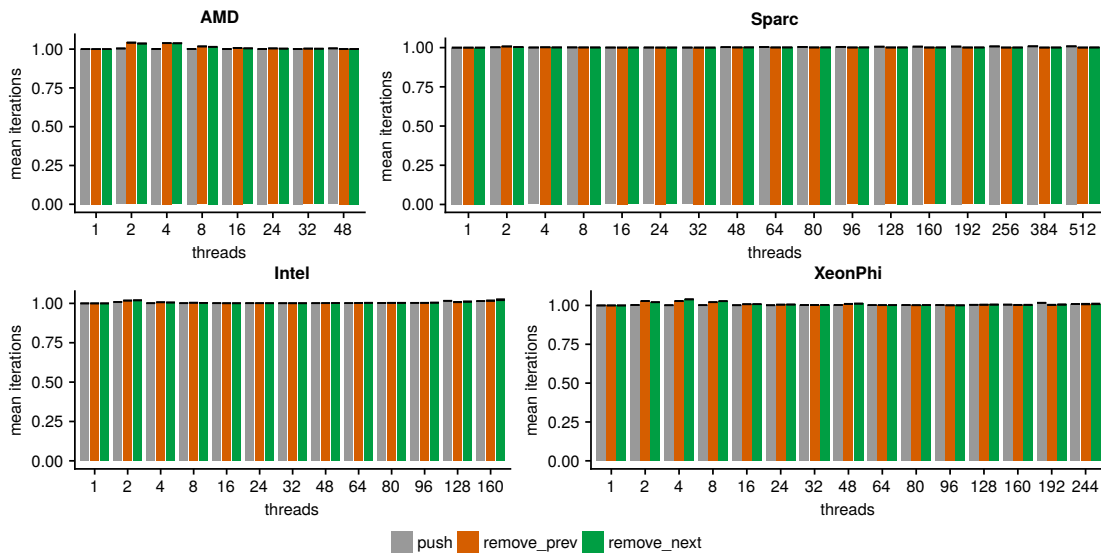 AMD
Sparc
mean iterations
1.00
0.75
0.50
0.25
0.00
1 2 4 8 16 24 32 48
threads
mean iterations
1.00
0.75
0.50
0.25
0.00
1 2 4 8 16 24 32 48 64 80 96 128 160 192 256 384 512
threads
Intel
XeonPhi
mean iterations
1.00
0.75
0.50
0.25
0.00
1 2 4 8 16 24 32 48 64 80 96 128 160
threads
mean iterations
1.00
0.75
0.50
0.25
0.00
1 2 4 8 16 24 32 48 64 80 96 128 160 192 244
threads
push remove_prev remove_next